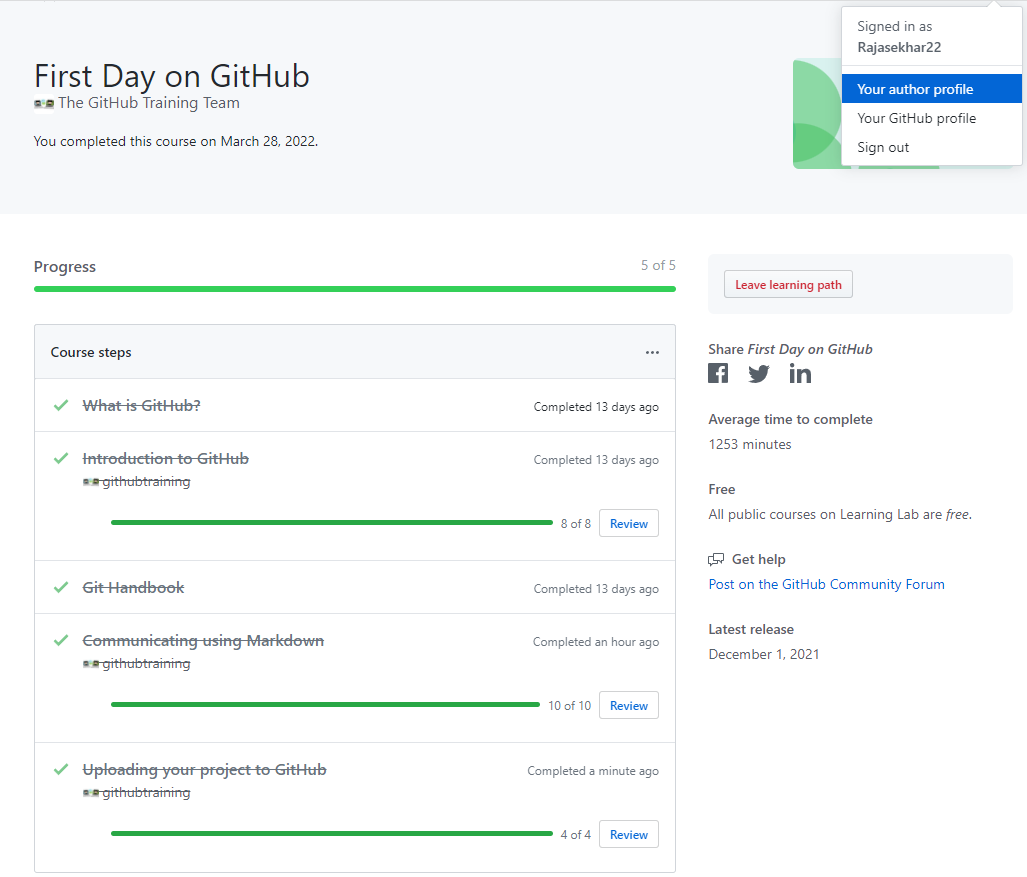 Signed in as
Rajasekhar22
Your author profile
Your GitHub profile
Sign out
First Day on GitHub
The GitHub Training Team
You completed this course on March 28, 2022.
Progress
5 of 5
Course steps
...
What is GitHub?
Completed 13 days ago
Introduction to GitHub
Completed 13 days ago
githubtraining
8 of 8
Review
Git Handbook
Completed 13 days ago
Communicating using Markdown
Completed an hour ago
githubtraining
10 of 10
Review
Uploading your project to GitHub
Completed a minute ago
githubtraining
4 of 4
Review
Leave learning path
Share First Day on GitHub
Average time to complete
1253 minutes
Free
All public courses on Learning Lab are free.
Get help
Post on the GitHub Community Forum
Latest release
December 1, 2021